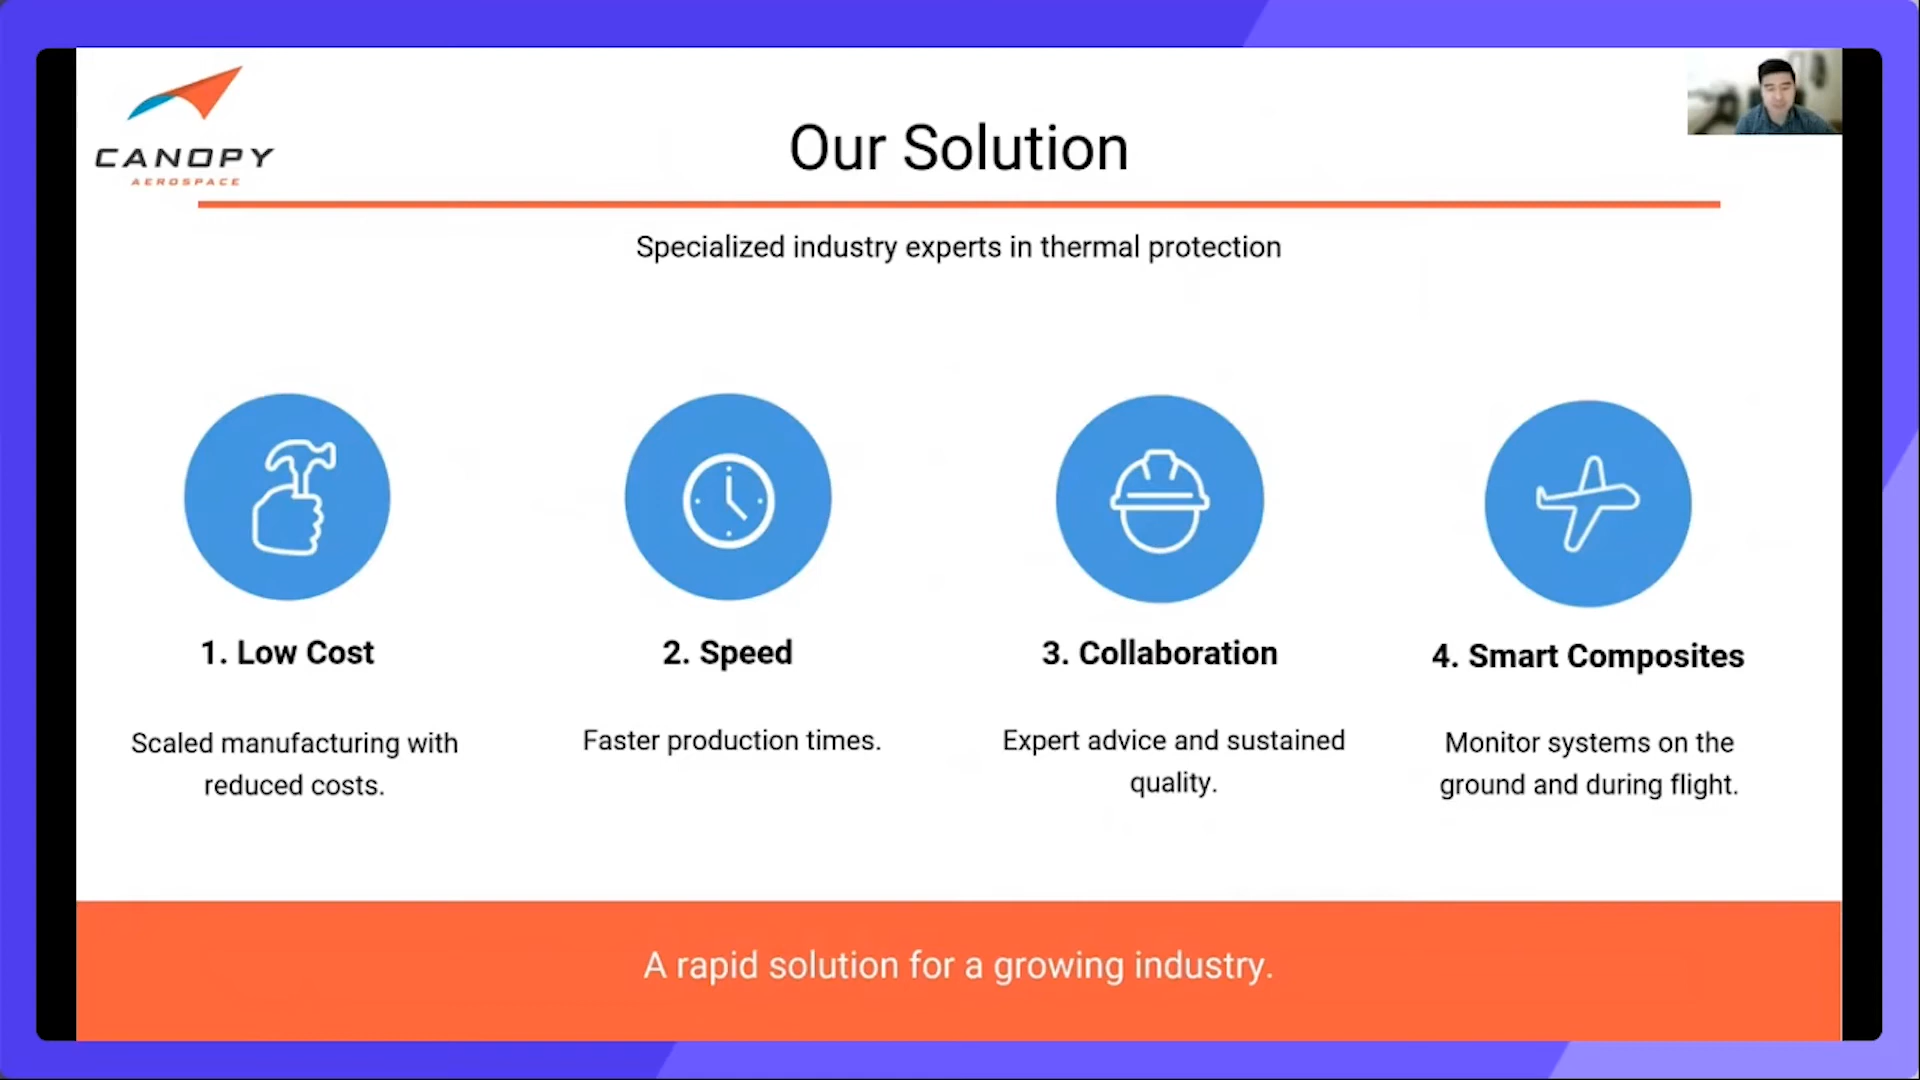 CANOPY
AEROSPACE
Our Solution
Specialized industry experts in thermal protection
1. Low Cost
Scaled manufacturing with
reduced costs.
2. Speed
Faster production times.
3. Collaboration
Expert advice and sustained
quality.
4. Smart Composites
Monitor systems on the
ground and during flight.
A rapid solution for a growing industry.